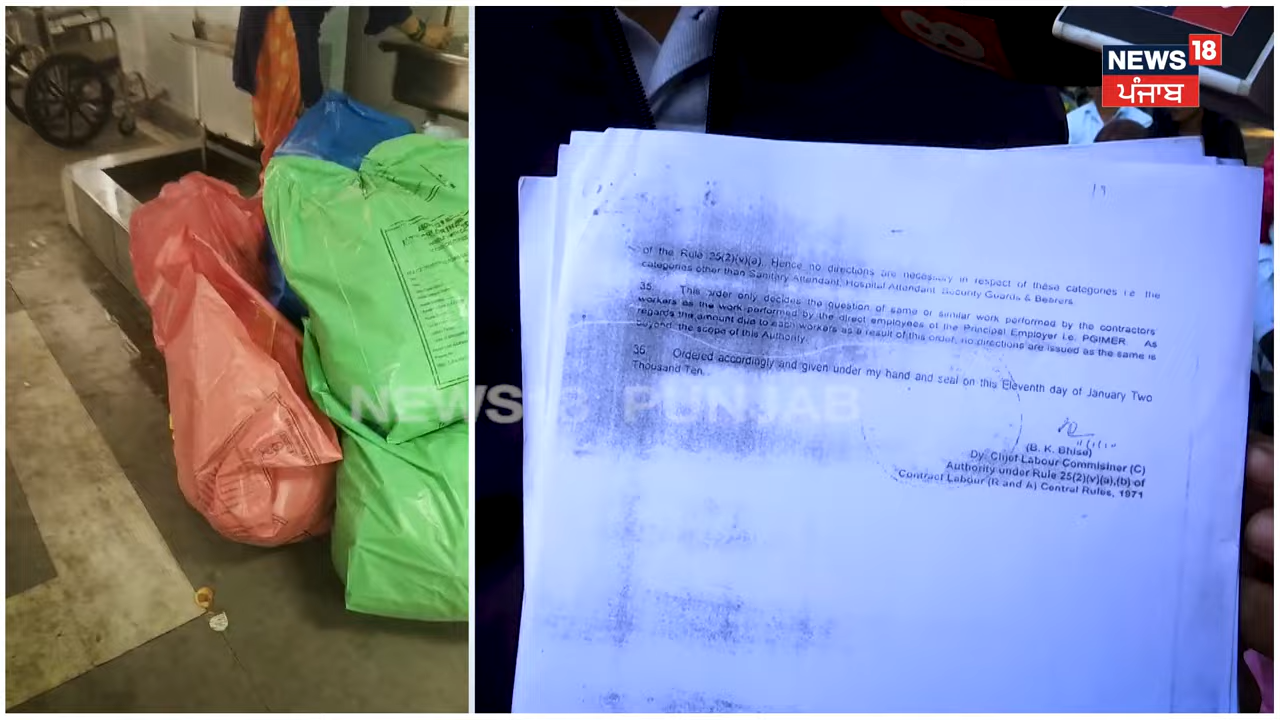 NEWS 18
ਪੰਜਾਬ
19
of the Rule 25(2)(v)(a). Hence no directions are necessary in respect of these categories i.e. the
categories other than Sanitary Attendant, Hospital Attendant, Security Guards & Bearers.
35. This order only decides the question of same or similar work performed by the contractors'
workers as the work performed by the direct employees of the Principal Employer i.e. PGIMER. As
regards the amount due to each workers as a result of this order, no directions are issued as the same is
beyond the scope of this Authority.
36. Ordered accordingly and given under my hand and seal on this Eleventh day of January Two
Thousand Ten.
(B. K. Bhise)
Dy. Chief Labour Commisiner (C)
Authority under Rule 25(2)(v)(a),(b) of
Contract Labour (R and A) Central Rules, 1971
NEWS18 PUNJAB